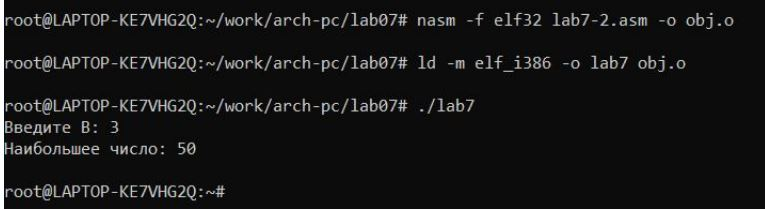 root@LAPTOP-KE7VHG2Q:~/work/arch-pc/lab07# nasm -f elf32 lab7-2.asm -o obj.o
root@LAPTOP-KE7VHG2Q:~/work/arch-pc/lab07# ld -m elf_i386 -o lab7 obj.o
root@LAPTOP-KE7VHG2Q:~/work/arch-pc/lab07# ./lab7
Введите В: 3
Наибольшее число: 50
root@LAPTOP-KE7VHG2Q:~#